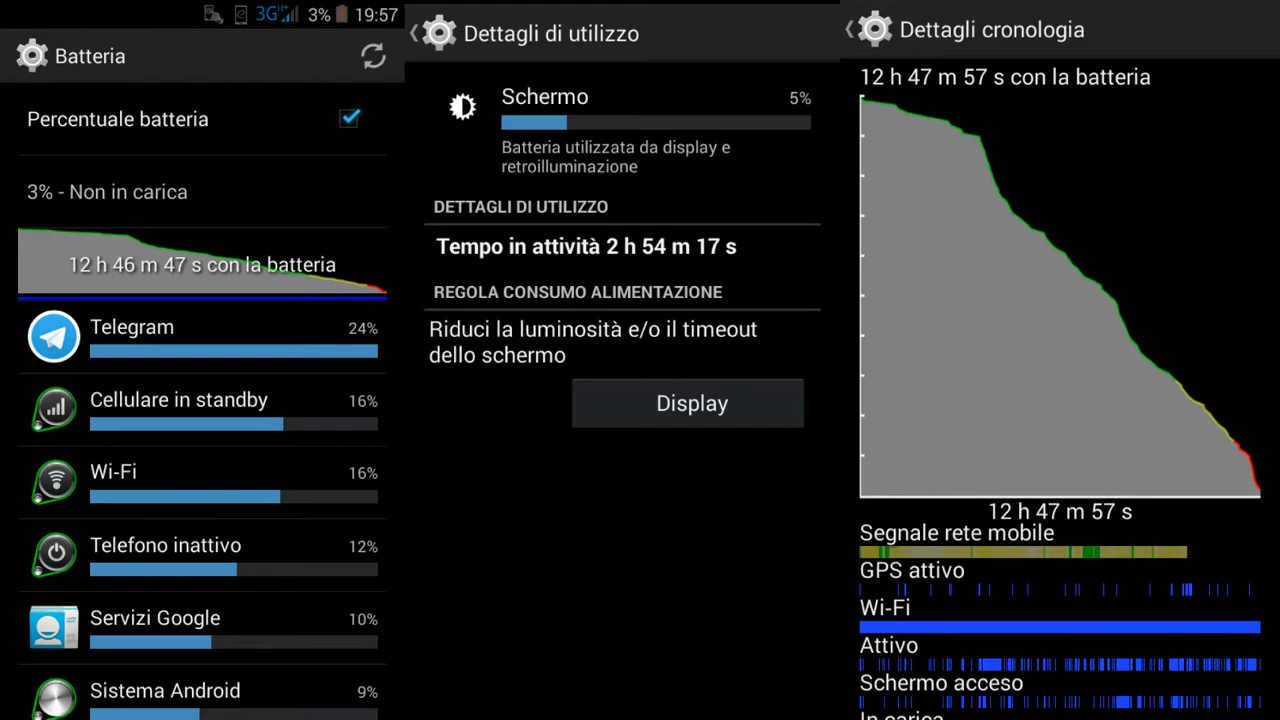 3G 3% 19:57
Batteria
Percentuale batteria
3% - Non in carica
12 h 46 m 47 s con la batteria
Telegram 24%
Cellulare in standby 16%
Wi-Fi 16%
Telefono inattivo 12%
Servizi Google 10%
Sistema Android 9%
Dettagli di utilizzo
Schermo 5%
Batteria utilizzata da display e
retroilluminazione
DETTAGLI DI UTILIZZO
Tempo in attività 2 h 54 m 17 s
REGOLA CONSUMO ALIMENTAZIONE
Riduci la luminosità e/o il timeout
dello schermo
Display
Dettagli cronologia
12 h 47 m 57 s con la batteria
12 h 47 m 57 s
Segnale rete mobile
GPS attivo
Wi-Fi
Attivo
Schermo acceso
In carica